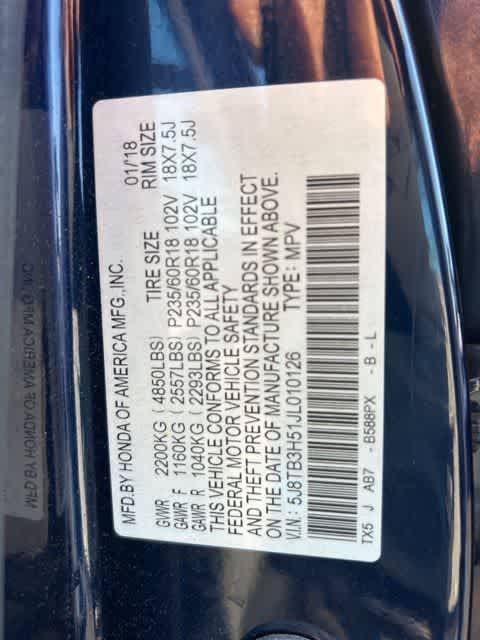 MFD.BY HONDA OF AMERICA MFG.,INC. 01/18
TIRE SIZE RIM SIZE
GVWR 2200KG ( 4850LBS)
GAWR F 1160KG ( 2557LBS) P235/60R18 102V 18X7.5J
GAWR R 1040KG ( 2293LBS) P235/60R18 102V 18X7.5J
THIS VEHICLE CONFORMS TO ALL APPLICABLE
FEDERAL MOTOR VEHICLE SAFETY
AND THEFT PREVENTION STANDARDS IN EFFECT
ON THE DATE OF MANUFACTURE SHOWN ABOVE.
V.I.N.: 5J8TB3H51JL010126 TYPE: MPV
TX5 J AB7 - B588PX - B - L